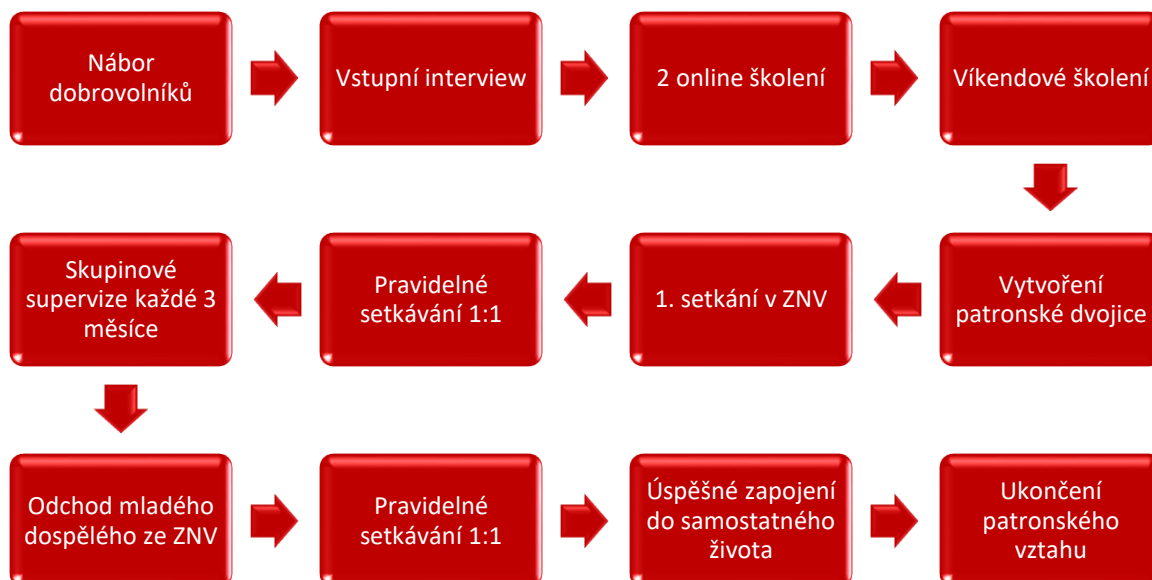 Nábor
dobrovolníků
Vstupní interview
2 online školení
Víkendové školení
Vytvoření
patronské dvojice
1. setkání v ZNV
Pravidelné
setkávání 1:1
Skupinové
supervize každé 3
měsíce
Odchod mladého
dospělého ze ZNV
Pravidelné
setkávání 1:1
Úspěšné zapojení
do samostatného
života
Ukončení
patronského
vztahu